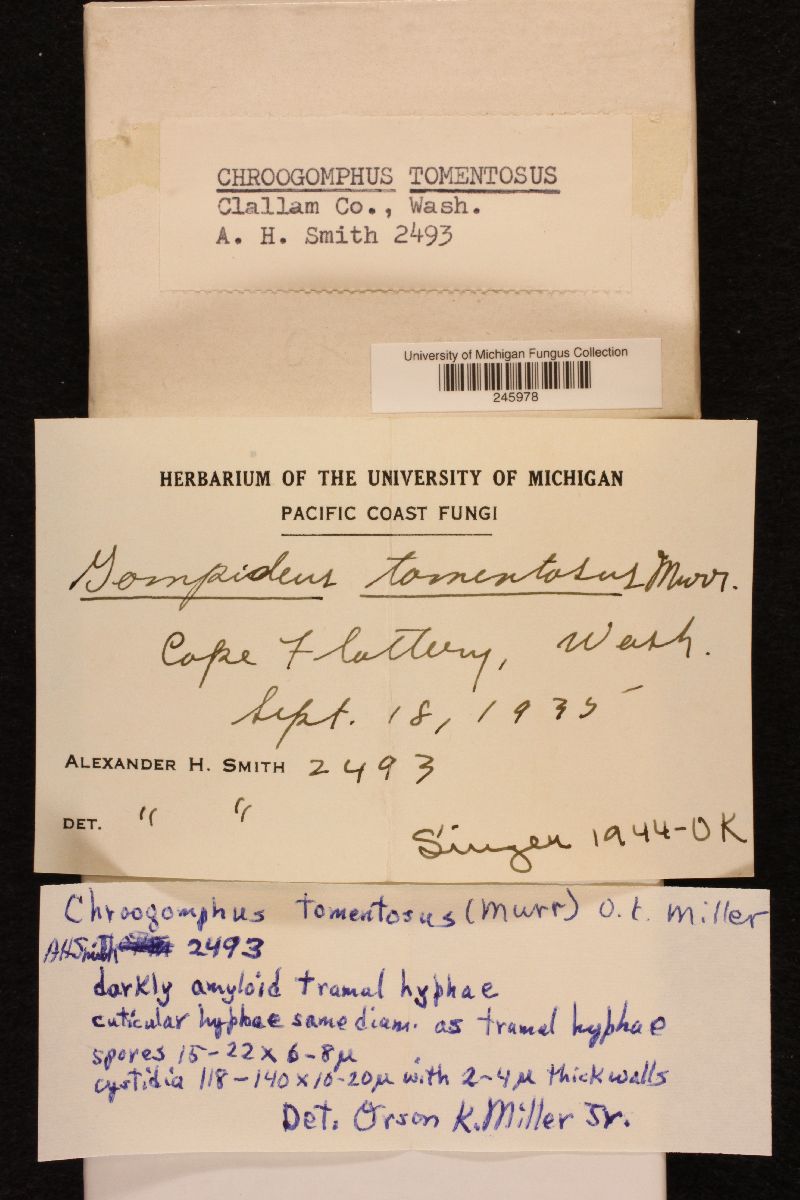 CHROOGOMPHUS TOMENTOSUS
Clallam Co., Wash.
A. H. Smith 2493
University of Michigan Fungus Collection
245978
HERBARIUM OF THE UNIVERSITY OF MICHIGAN
PACIFIC COAST FUNGI
Gompideus tomentosus Murr.
Cape Flattery, Wash.
Sept. 18, 1935
ALEXANDER H. SMITH 2493
DET. " "
Singer 1944-OK
Chroogomphus tomentosus (Murr) O. K. Miller
AHSmith 2493
darkly amyloid tramal hyphae
cuticular hyphae same diam. as tramal hyphae
spores 15-22 x 6-8µ
cystidia 118-140 x 16-20µ with 2-4µ thick walls
Det. Orson K. Miller Jr.